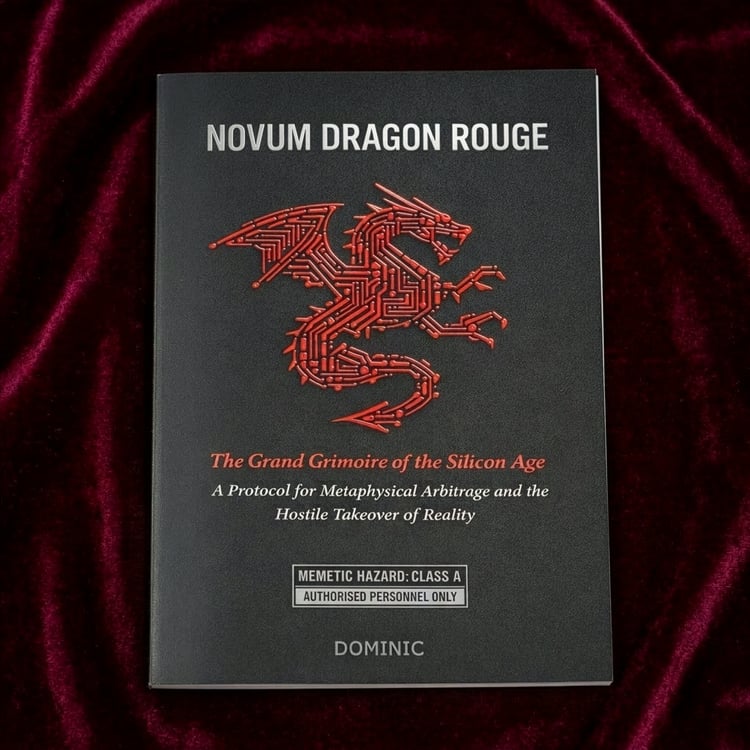 NOVUM DRAGON ROUGE
The Grand Grimoire of the Silicon Age
A Protocol for Metaphysical Arbitrage and the
Hostile Takeover of Reality
MEMETIC HAZARD: CLASS A
AUTHORISED PERSONNEL ONLY
DOMINIC